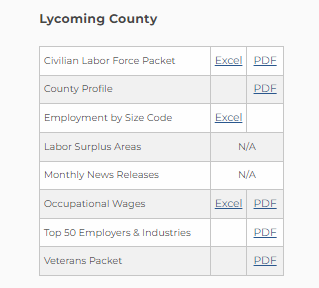 Lycoming County
Civilian Labor Force Packet Excel PDF
County Profile PDF
Employment by Size Code Excel
Labor Surplus Areas N/A
Monthly News Releases N/A
Occupational Wages Excel PDF
Top 50 Employers & Industries PDF
Veterans Packet PDF